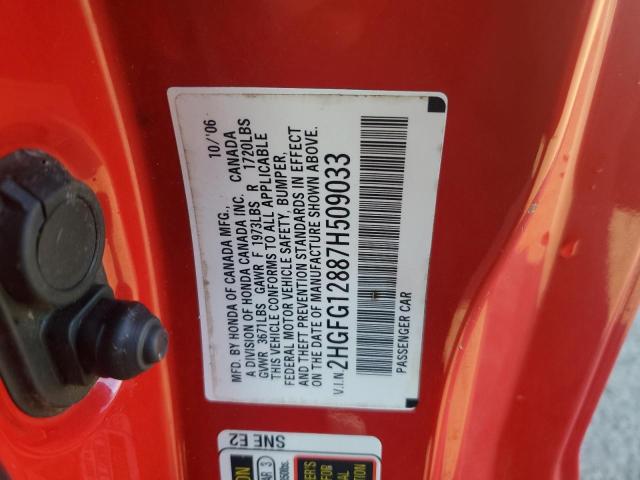 MFD. BY HONDA OF CANADA MFG., 10/'06
A DIVISION OF HONDA CANADA INC. CANADA
GVWR 3671LBS GAWR F 1973LBS R 1720LBS
THIS VEHICLE CONFORMS TO ALL APPLICABLE
FEDERAL MOTOR VEHICLE SAFETY, BUMPER,
AND THEFT PREVENTION STANDARDS IN EFFECT
ON THE DATE OF MANUFACTURE SHOWN ABOVE.
V.I.N. 2HGFG12887H509033
PASSENGER CAR
SNE E2